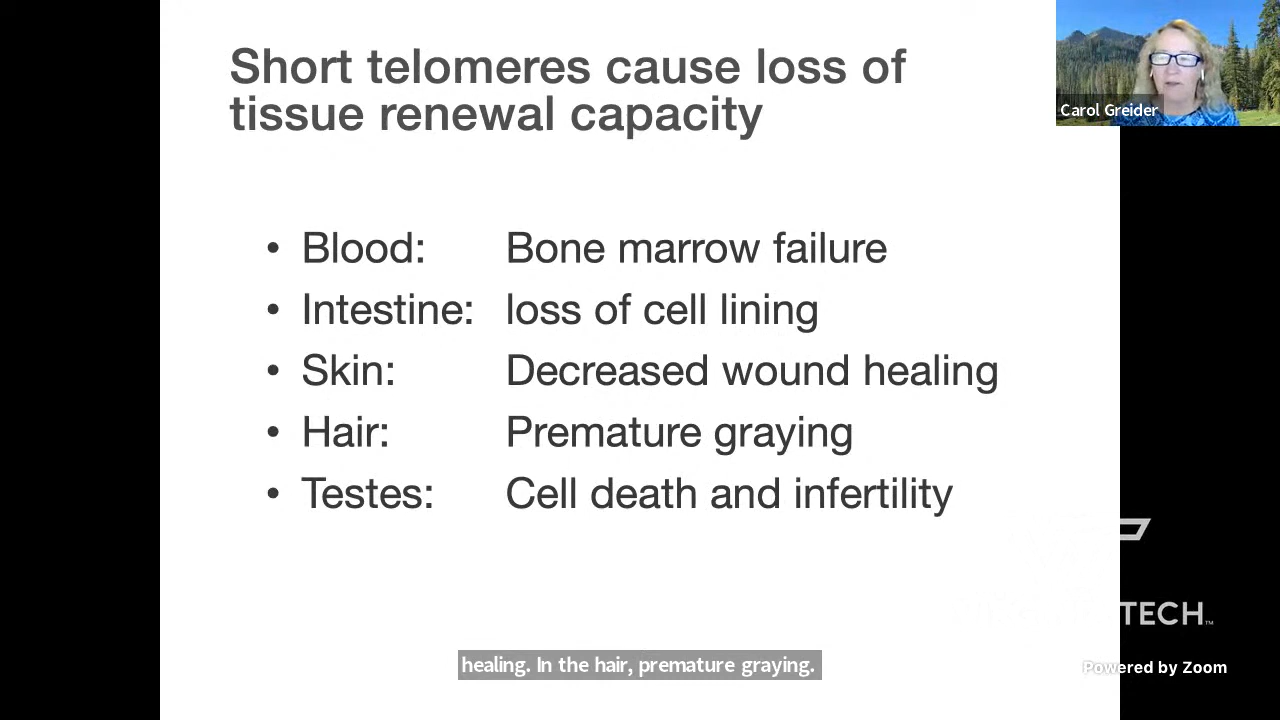 Short telomeres cause loss of
tissue renewal capacity
Carol Greider
• Blood: Bone marrow failure
• Intestine: loss of cell lining
• Skin: Decreased wound healing
• Hair: Premature graying
• Testes: Cell death and infertility
TECH™
healing. In the hair, premature graying.
Powered by Zoom